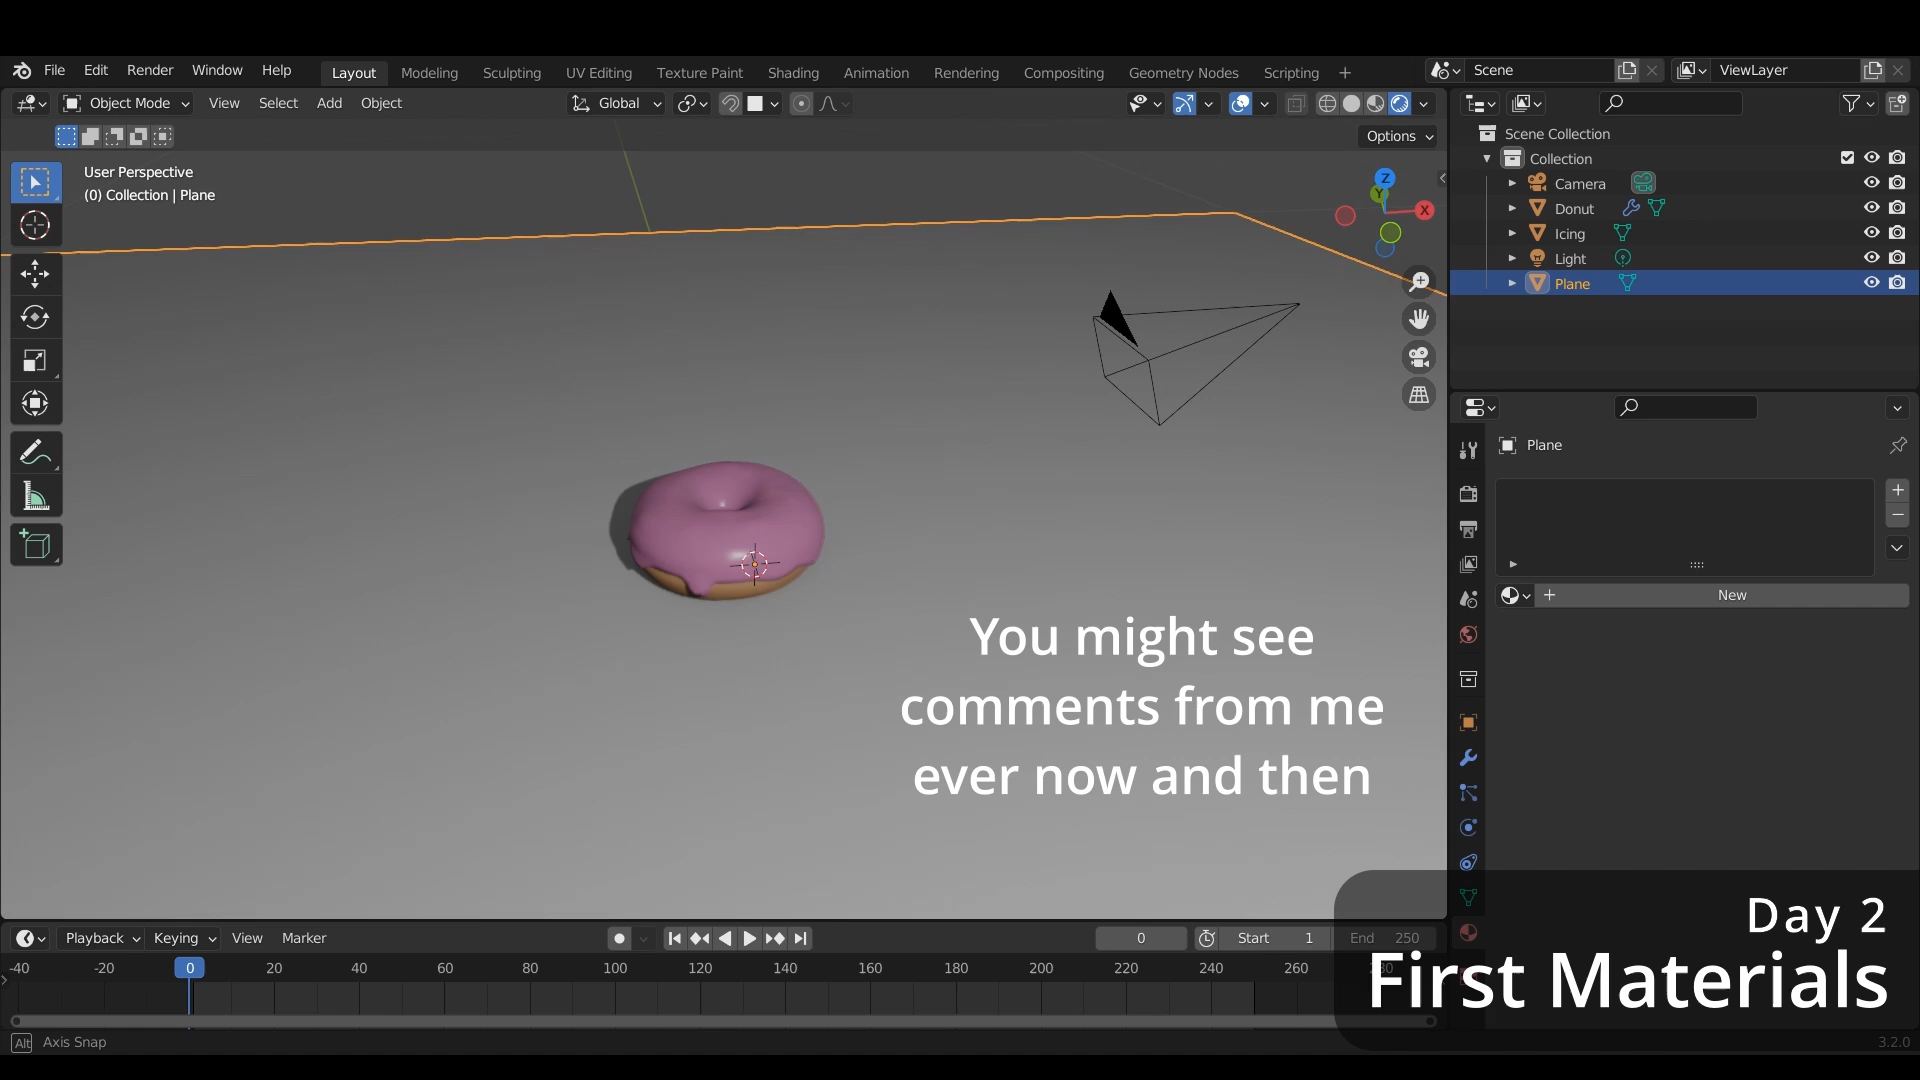 File Edit Render Window Help Layout Modeling Sculpting UV Editing Texture Paint Shading Animation Rendering Compositing Geometry Nodes Scripting + Scene ViewLayer
Object Mode View Select Add Object Global
Options
User Perspective
(0) Collection | Plane
Z
Y
X
Scene Collection
Collection
Camera
Donut
Icing
Light
Plane
Plane
New
You might see
comments from me
ever now and then
Playback Keying View Marker 0 Start 1 End 250
-40 -20 0 20 40 60 80 100 120 140 160 180 200 220 240 260 280
Day 2
First Materials
Alt Axis Snap 3.2.0